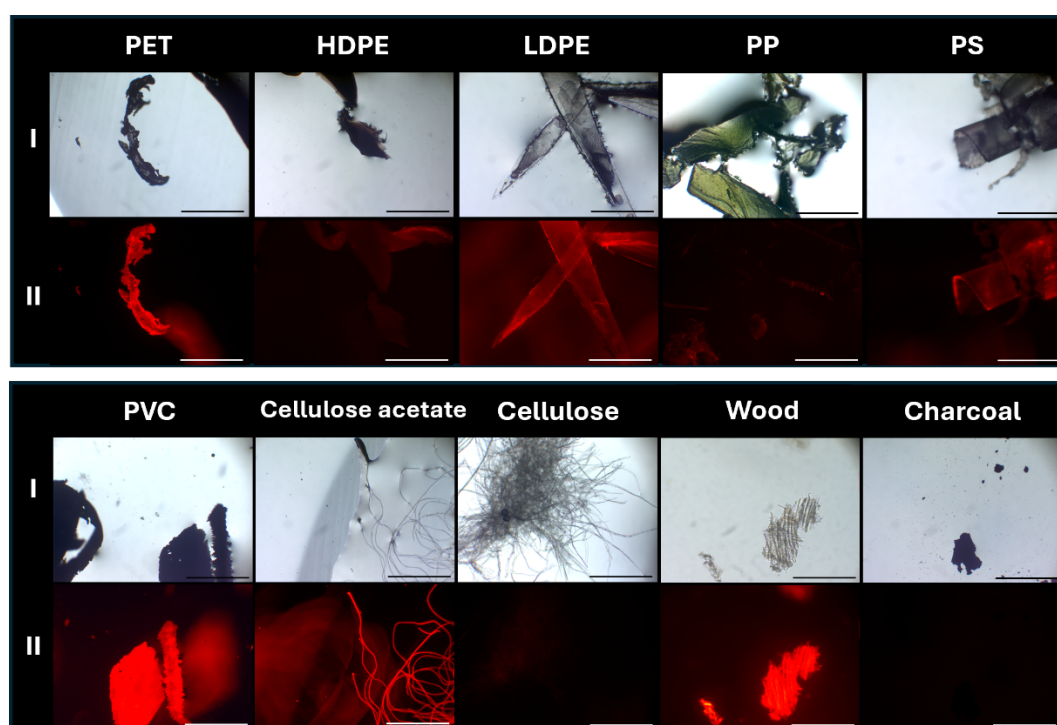 PET HDPE LDPE PP PS
I
II
PVC Cellulose acetate Cellulose Wood Charcoal
I
II